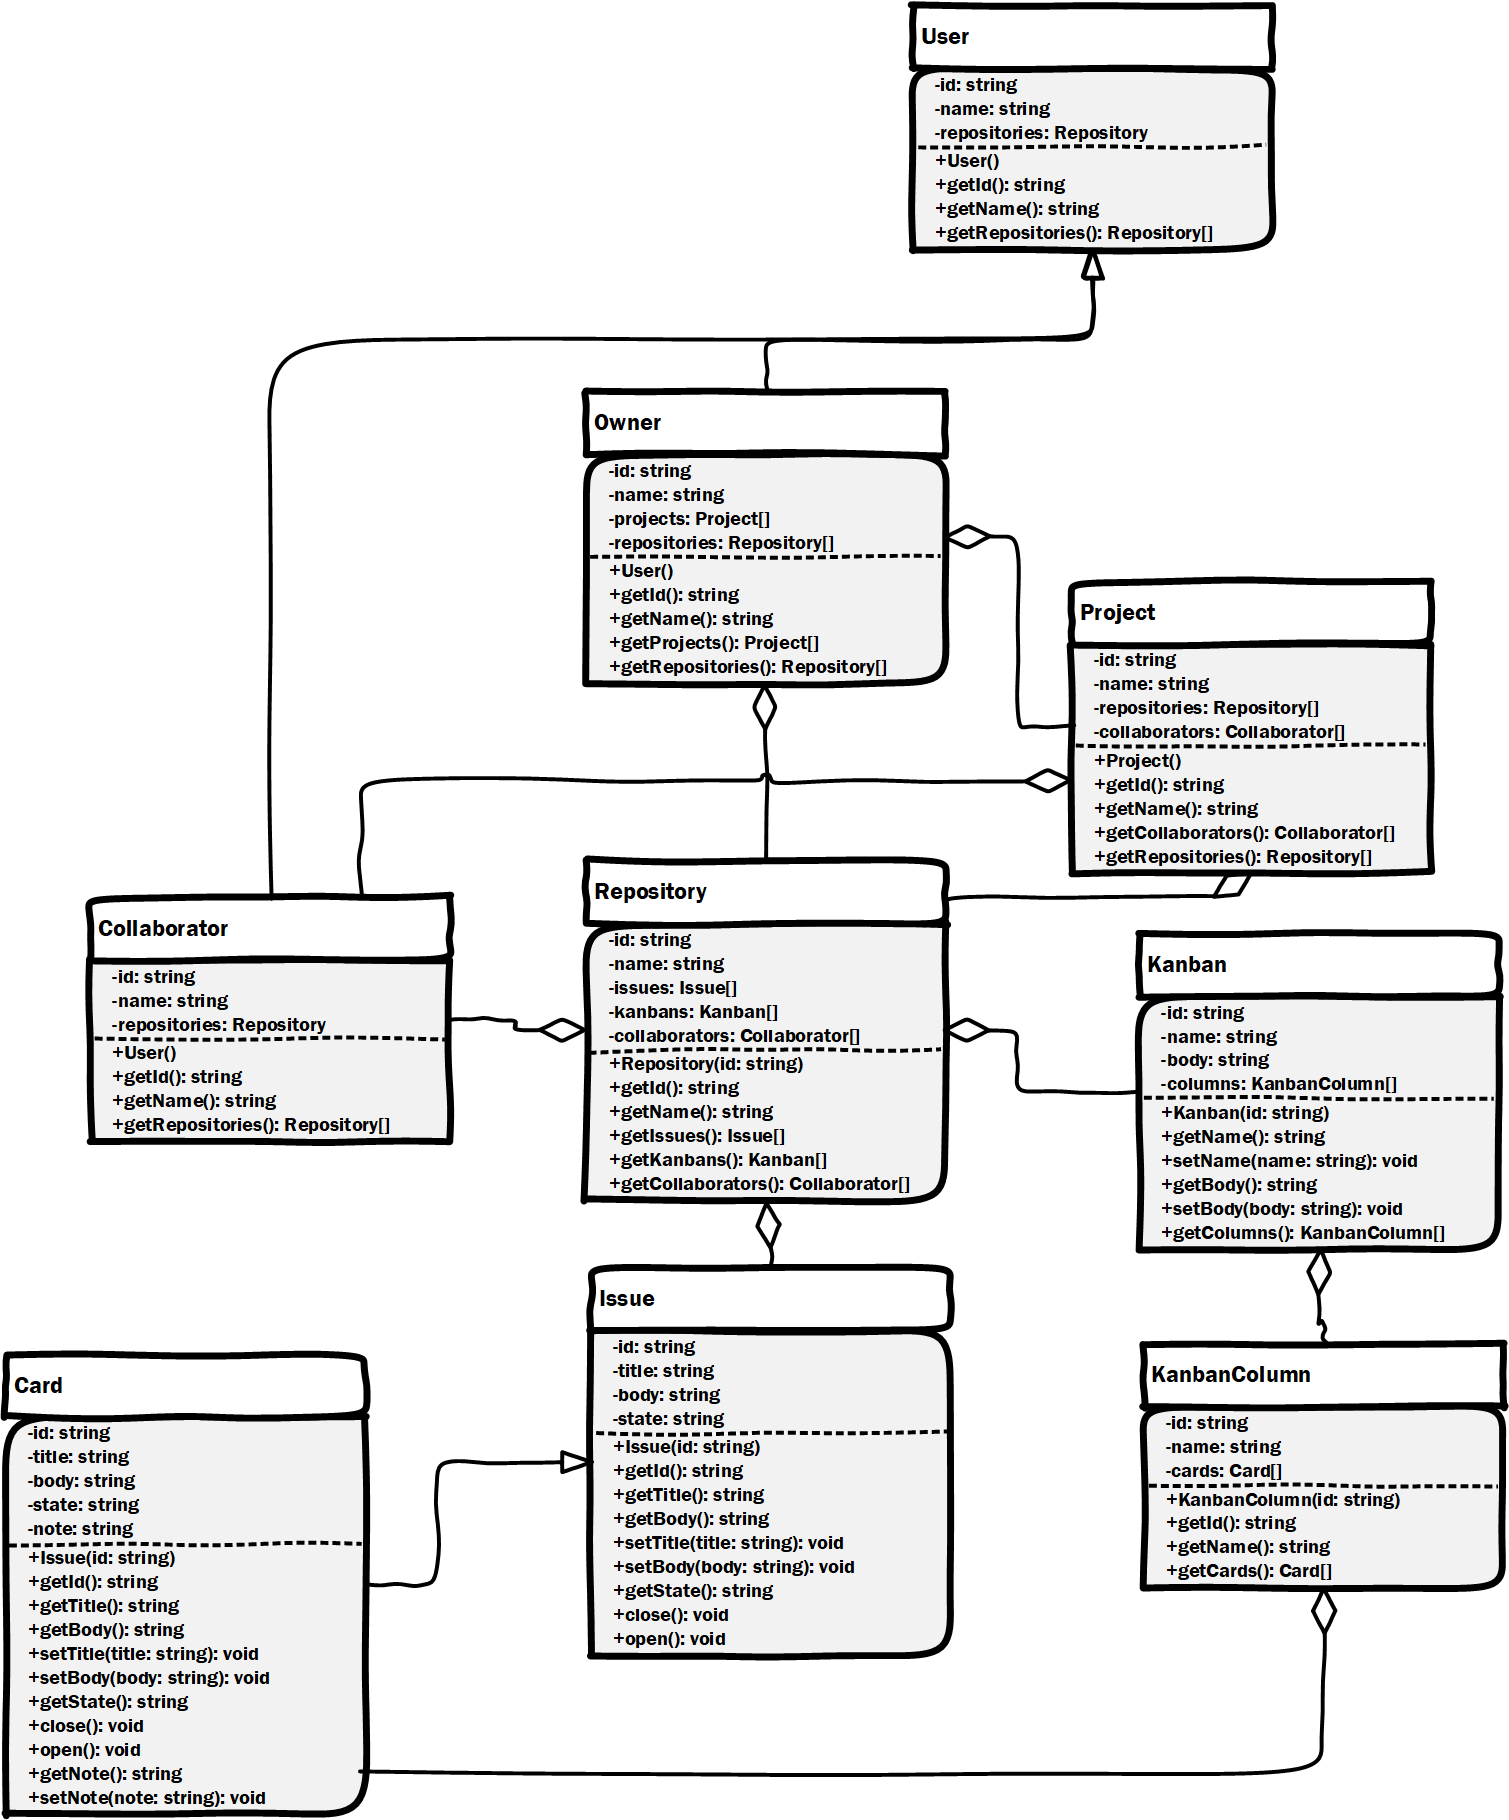 User
-id: string
-name: string
-repositories: Repository
+User()
+getId(): string
+getName(): string
+getRepositories(): Repository[]
Owner
-id: string
-name: string
-projects: Project[]
-repositories: Repository[]
+User()
+getId(): string
+getName(): string
+getProjects(): Project[]
+getRepositories(): Repository[]
Project
-id: string
-name: string
-repositories: Repository[]
-collaborators: Collaborator[]
+Project()
+getId(): string
+getName(): string
+getCollaborators(): Collaborator[]
+getRepositories(): Repository[]
Collaborator
-id: string
-name: string
-repositories: Repository
+User()
+getId(): string
+getName(): string
+getRepositories(): Repository[]
Repository
-id: string
-name: string
-issues: Issue[]
-kanbans: Kanban[]
-collaborators: Collaborator[]
+Repository(id: string)
+getId(): string
+getName(): string
+getIssues(): Issue[]
+getKanbans(): Kanban[]
+getCollaborators(): Collaborator[]
Kanban
-id: string
-name: string
-body: string
-columns: KanbanColumn[]
+Kanban(id: string)
+getName(): string
+setName(name: string): void
+getBody(): string
+setBody(body: string): void
+getColumns(): KanbanColumn[]
Card
-id: string
-title: string
-body: string
-state: string
-note: string
+Issue(id: string)
+getId(): string
+getTitle(): string
+getBody(): string
+setTitle(title: string): void
+setBody(body: string): void
+getState(): string
+close(): void
+open(): void
+getNote(): string
+setNote(note: string): void
Issue
-id: string
-title: string
-body: string
-state: string
+Issue(id: string)
+getId(): string
+getTitle(): string
+getBody(): string
+setTitle(title: string): void
+setBody(body: string): void
+getState(): string
+close(): void
+open(): void
KanbanColumn
-id: string
-name: string
-cards: Card[]
+KanbanColumn(id: string)
+getId(): string
+getName(): string
+getCards(): Card[]